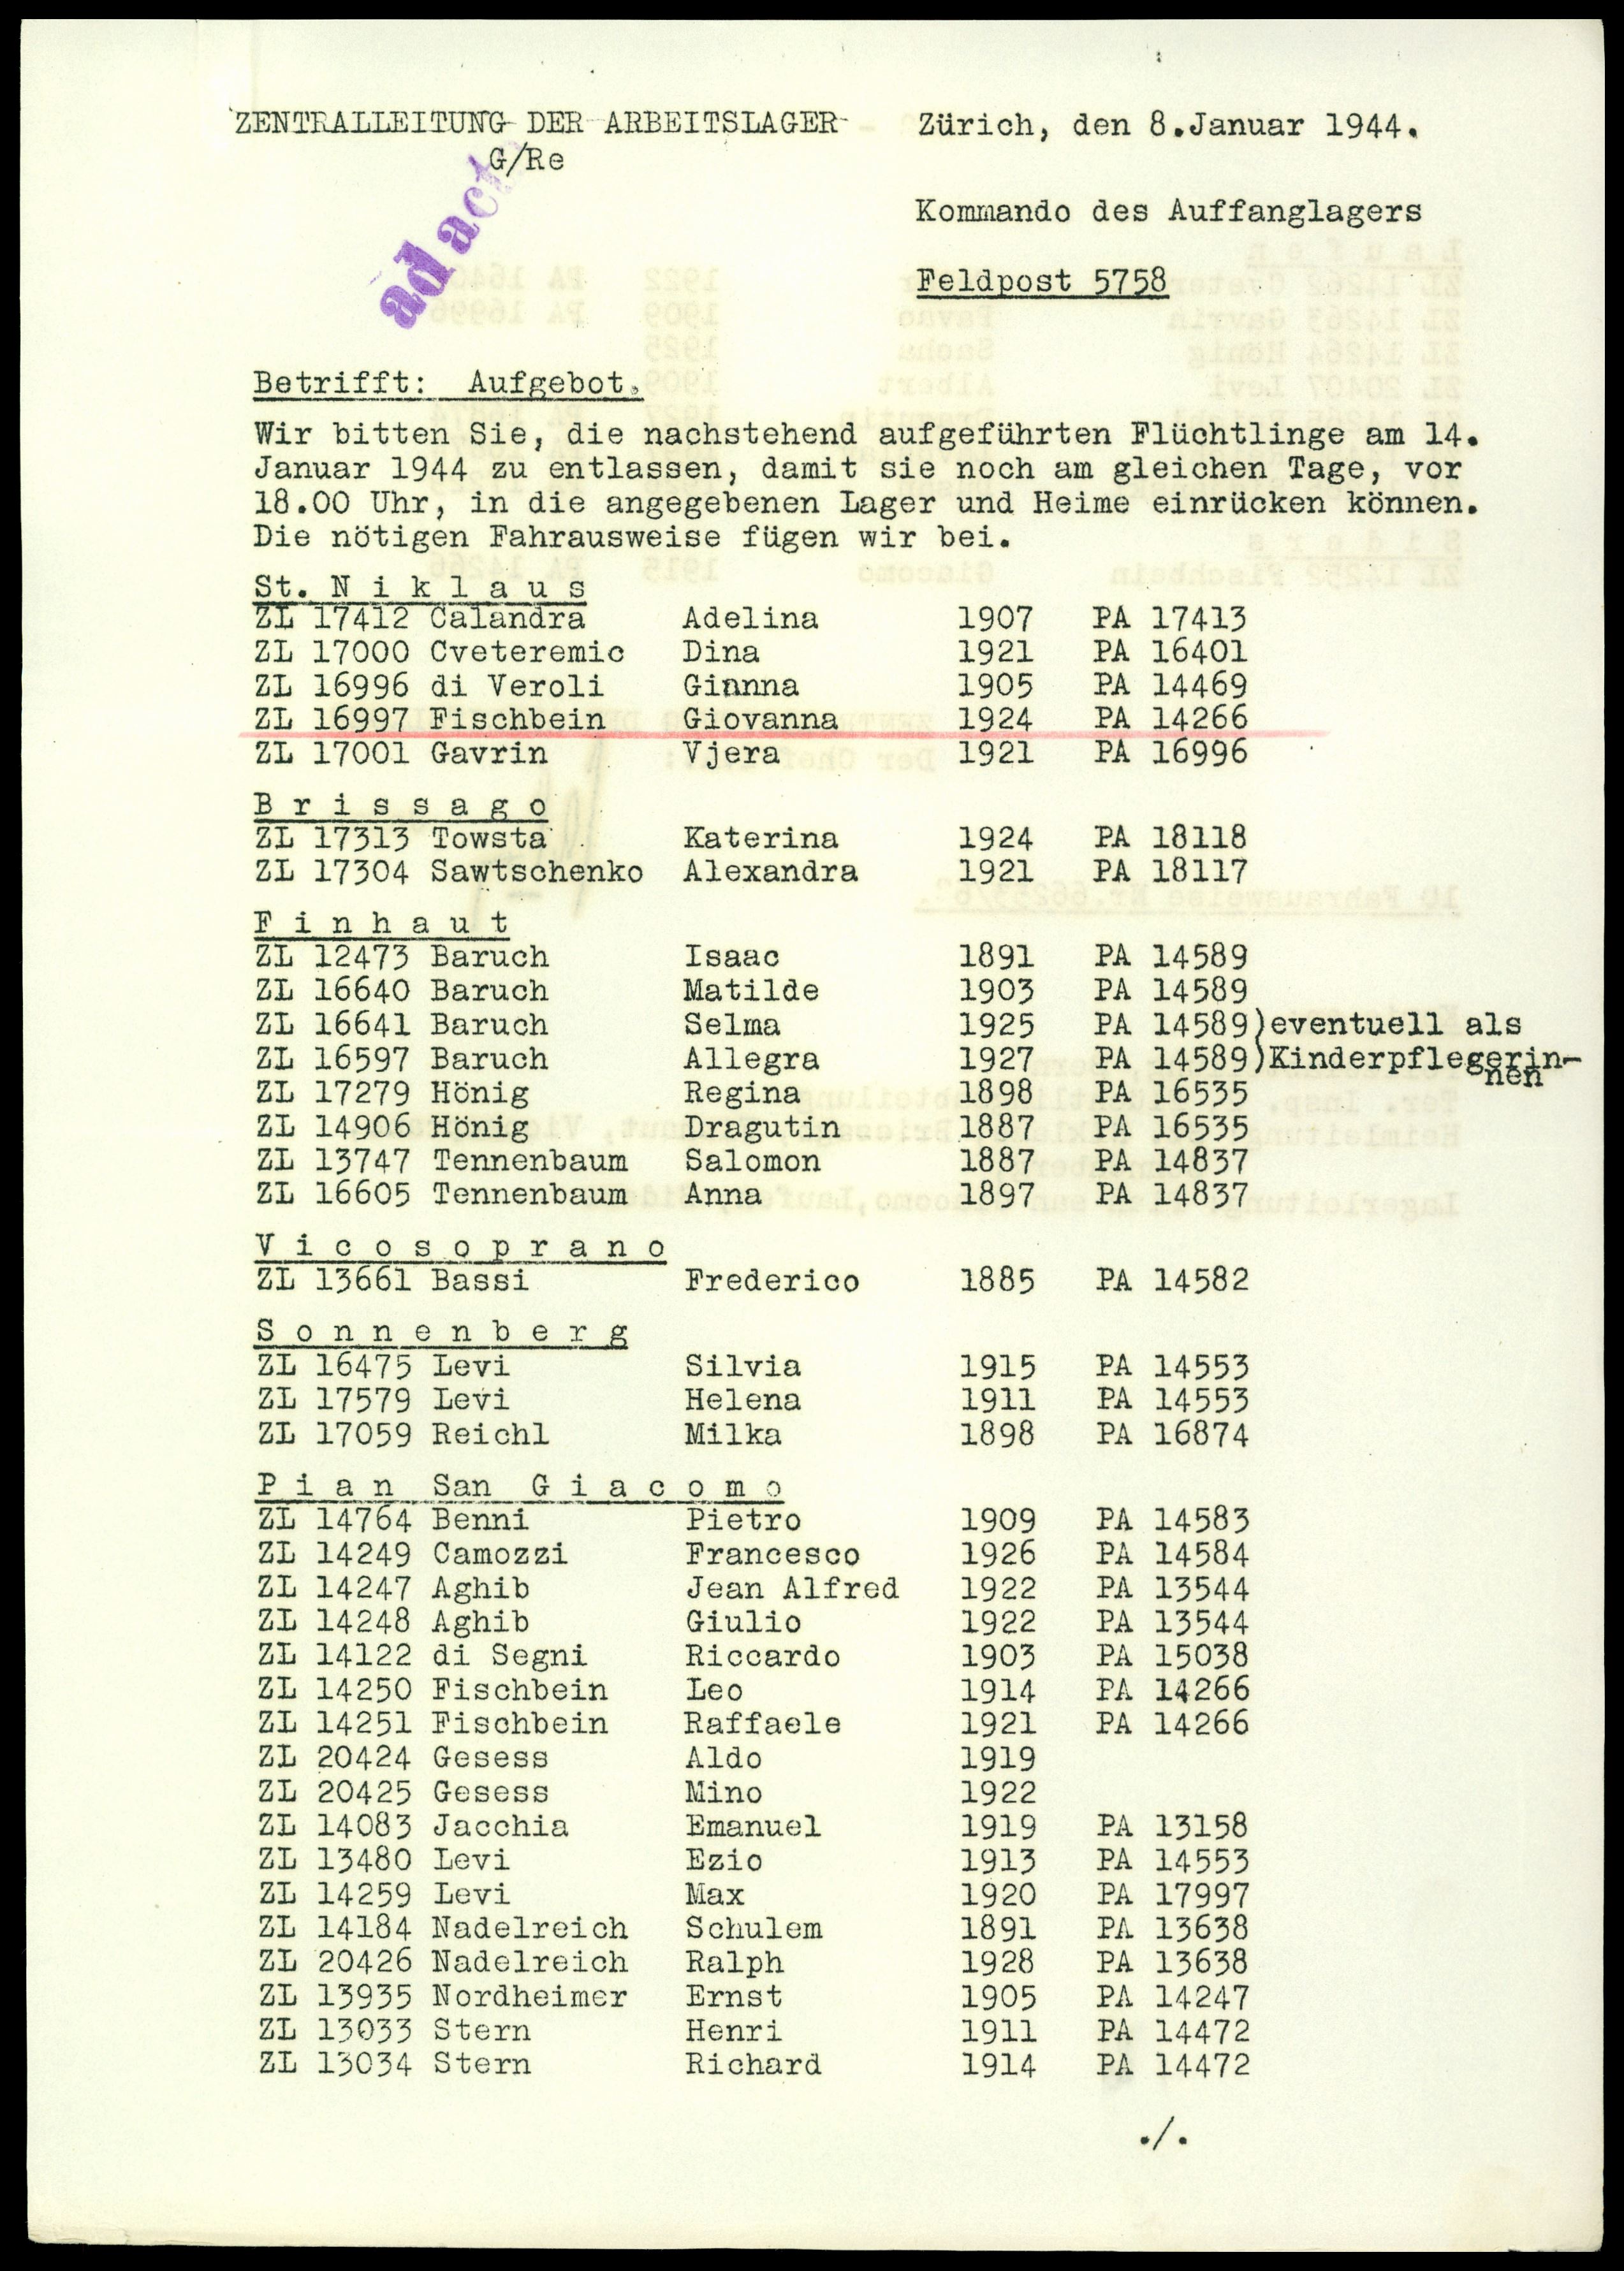 ZENTRALLEITUNG DER ARBEITSLAGER Zürich, den 8.Januar 1944.
G/Re
ad act
Kommando des Auffanglagers
Feldpost 5758
Betrifft: Aufgebot.
Wir bitten Sie, die nachstehend aufgeführten Flüchtlinge am 14.
Januar 1944 zu entlassen, damit sie noch am gleichen Tage, vor
18.00 Uhr, in die angegebenen Lager und Heime einrücken können.
Die nötigen Fahrausweise fügen wir bei.
St. N i k l a u s
ZL 17412 Calandra Adelina 1907 PA 17413
ZL 17000 Cveteremic Dina 1921 PA 16401
ZL 16996 di Veroli Giannna 1905 PA 14469
ZL 16997 Fischbein Giovanna 1924 PA 14266
ZL 17001 Gavrin Vjera 1921 PA 16996
B r i s s a g o
ZL 17313 Towsta Katerina 1924 PA 18118
ZL 17304 Sawtschenko Alexandra 1921 PA 18117
F i n h a u t
ZL 12473 Baruch Isaac 1891 PA 14589
ZL 16640 Baruch Matilde 1903 PA 14589
ZL 16641 Baruch Selma 1925 PA 14589)eventuell als
ZL 16597 Baruch Allegra 1927 PA 14589)Kinderpflegerin-
nen
ZL 17279 Hönig Regina 1898 PA 16535
ZL 14906 Hönig Dragutin 1887 PA 16535
ZL 13747 Tennenbaum Salomon 1887 PA 14837
ZL 16605 Tennenbaum Anna 1897 PA 14837
V i c o s o p r a n o
ZL 13661 Bassi Frederico 1885 PA 14582
S o n n e n b e r g
ZL 16475 Levi Silvia 1915 PA 14553
ZL 17579 Levi Helena 1911 PA 14553
ZL 17059 Reichl Milka 1898 PA 16874
P i a n San G i a c o m o
ZL 14764 Benni Pietro 1909 PA 14583
ZL 14249 Camozzi Francesco 1926 PA 14584
ZL 14247 Aghib Jean Alfred 1922 PA 13544
ZL 14248 Aghib Giulio 1922 PA 13544
ZL 14122 di Segni Riccardo 1903 PA 15038
ZL 14250 Fischbein Leo 1914 PA 14266
ZL 14251 Fischbein Raffaele 1921 PA 14266
ZL 20424 Gesess Aldo 1919
ZL 20425 Gesess Mino 1922
ZL 14083 Jacchia Emanuel 1919 PA 13158
ZL 13480 Levi Ezio 1913 PA 14553
ZL 14259 Levi Max 1920 PA 17997
ZL 14184 Nadelreich Schulem 1891 PA 13638
ZL 20426 Nadelreich Ralph 1928 PA 13638
ZL 13935 Nordheimer Ernst 1905 PA 14247
ZL 13033 Stern Henri 1911 PA 14472
ZL 13034 Stern Richard 1914 PA 14472
./.